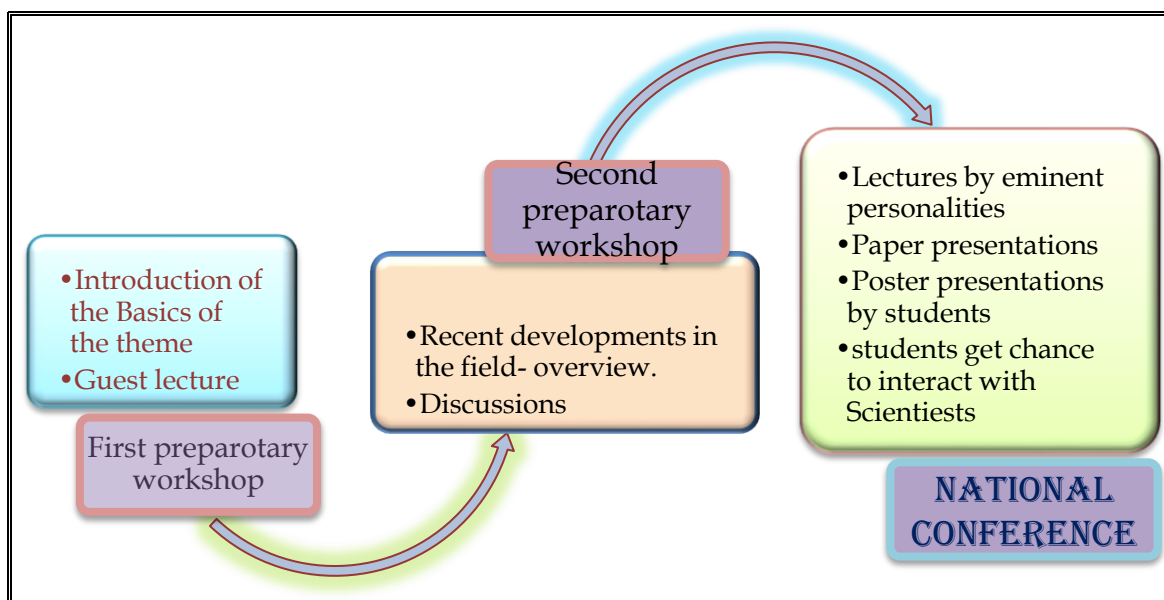 •Introduction of
the Basics of
the theme
•Guest lecture
First preparotary
workshop
Second
preparotary
workshop
•Recent developments in
the field- overview.
•Discussions
•Lectures by eminent
personalities
•Paper presentations
•Poster presentations
by students
•students get chance
to interact with
Scientiests
NATIONAL
CONFERENCE